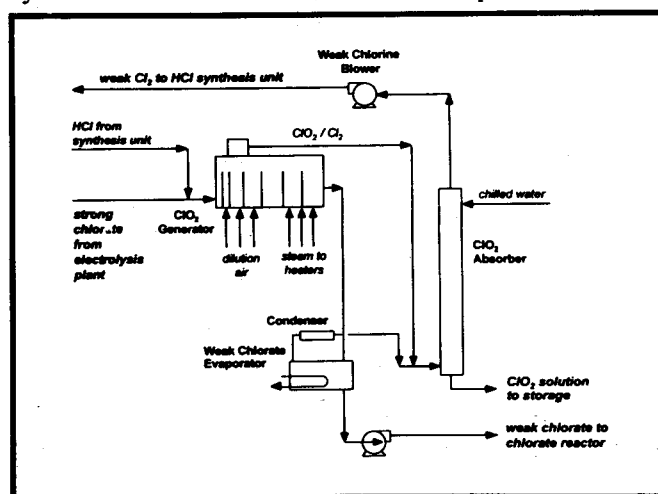 Weak Chlorine
Blower
weak Cl2 to HCl synthesis unit
HCl from
synthesis unit
ClO2 / Cl2
chilled water
strong
chlorate
from
electrolysis
plant
ClO2
Generator
dilution
air
steam to
heaters
ClO2
Absorber
Condenser
Weak Chlorate
Evaporator
ClO2 solution
to storage
weak chlorate to
chlorate reactor